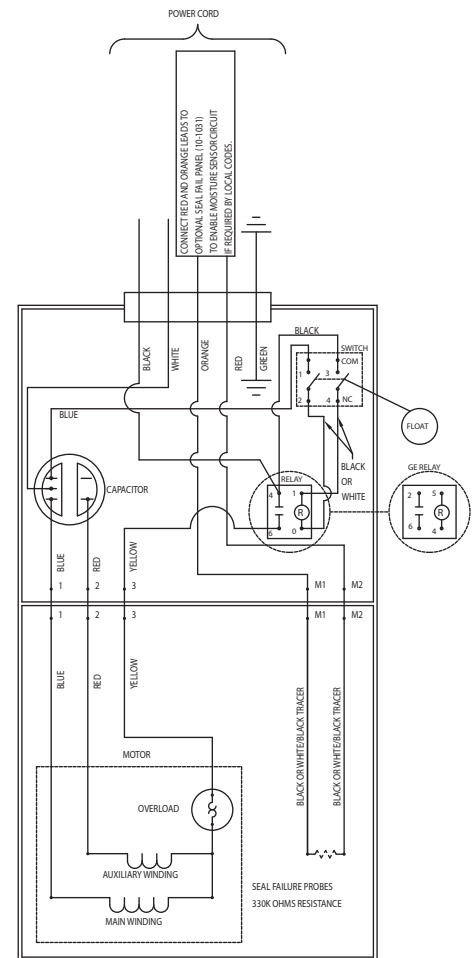 POWER CORD
CONNECT RED AND ORANGE LEADS TO
OPTIONAL SEAL FAIL PANEL (10-1031)
TO ENABLE MOISTURE SENSOR CIRCUIT
IF REQUIRED BY LOCAL CODES.
BLACK
WHITE
ORANGE
RED
GREEN
BLACK
SWITCH
COM
1
3
2
4
NC
FLOAT
BLUE
BLACK
OR
WHITE
CAPACITOR
RELAY
4
1
R
6
0
GE RELAY
2
5
R
6
4
BLUE
RED
YELLOW
1
2
3
M1
M2
1
2
3
M1
M2
BLUE
RED
YELLOW
BLACK OR WHITE/BLACK TRACER
BLACK OR WHITE/BLACK TRACER
MOTOR
OVERLOAD
AUXILIARY WINDING
MAIN WINDING
SEAL FAILURE PROBES
330K OHMS RESISTANCE